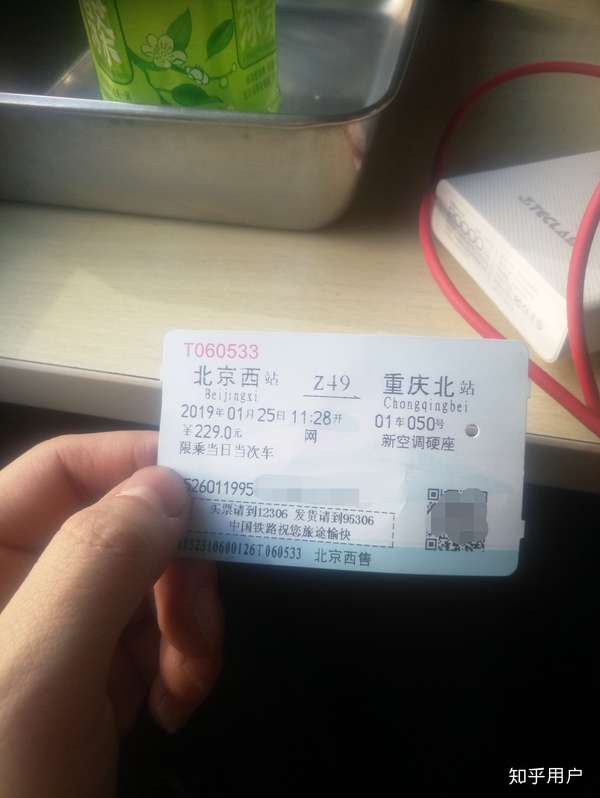 T060533
北京西站 Z49 重庆北站
Beijingxi Chongqingbei
2019年01月25日 11:28开 01车050号
￥229.0元 网 新空调硬座
限乘当日当次车
526011995
买票请到12306 发货请到95306
中国铁路祝您旅途愉快
T060533 北京西售
知乎用户